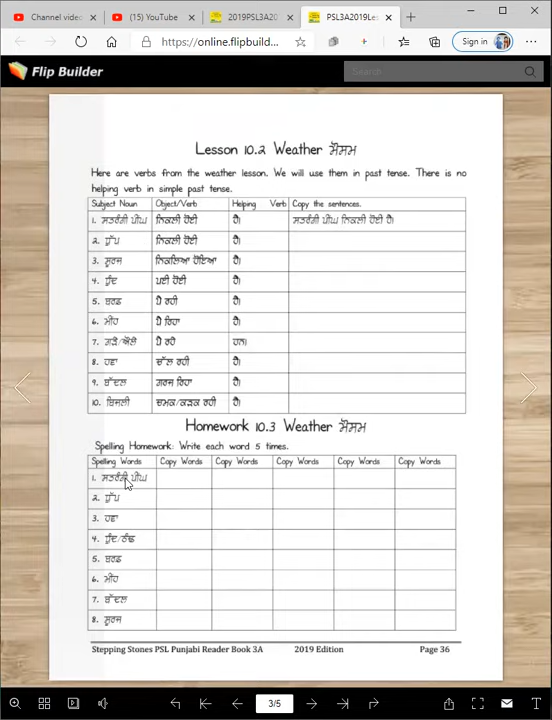 Channel video
(15) YouTube
2019PSL3A20
PSL3A2019Les
https://online.flipbuild...
Sign in
Flip Builder
Search
Lesson 10.2 Weather ਮੌਸਮ
Here are verbs from the weather lesson. We will use them in past tense. There is no
helping verb in simple past tense.
Subject Noun Object/Verb Helping Verb Copy the sentences.
1. ਸਤਰੰਗੀ ਪੀਂਘ ਨਿਕਲੀ ਹੋਈ ਹੈ। ਸਤਰੰਗੀ ਪੀਂਘ ਨਿਕਲੀ ਹੋਈ ਹੈ।
2. ਧੁੱਪ ਨਿਕਲੀ ਹੋਈ ਹੈ।
3. ਸੂਰਜ ਨਿਕਲਿਆ ਹੋਇਆ ਹੈ।
4. ਧੁੰਦ ਪਈ ਹੋਈ ਹੈ।
5. ਬਰਫ਼ ਪੈ ਰਹੀ ਹੈ।
6. ਮੀਂਹ ਪੈ ਰਿਹਾ ਹੈ।
7. ਗੜੇ/ਔਲੇ ਪੈ ਰਹੇ ਹਨ।
8. ਹਵਾ ਚੱਲ ਰਹੀ ਹੈ।
9. ਬੱਦਲ ਗਰਜ ਰਿਹਾ ਹੈ।
10. ਬਿਜਲੀ ਚਮਕ/ਕੜਕ ਰਹੀ ਹੈ।
Homework 10.3 Weather ਮੌਸਮ
Spelling Homework: Write each word 5 times.
Spelling Words Copy Words Copy Words Copy Words Copy Words Copy Words
1. ਸਤਰੰਗੀ ਪੀਂਘ
2. ਧੁੱਪ
3. ਹਵਾ
4. ਧੁੰਦ/ਠੰਢ
5. ਬਰਫ਼
6. ਮੀਂਹ
7. ਬੱਦਲ
8. ਸੂਰਜ
Stepping Stones PSL Punjabi Reader Book 3A 2019 Edition Page 36
3/5